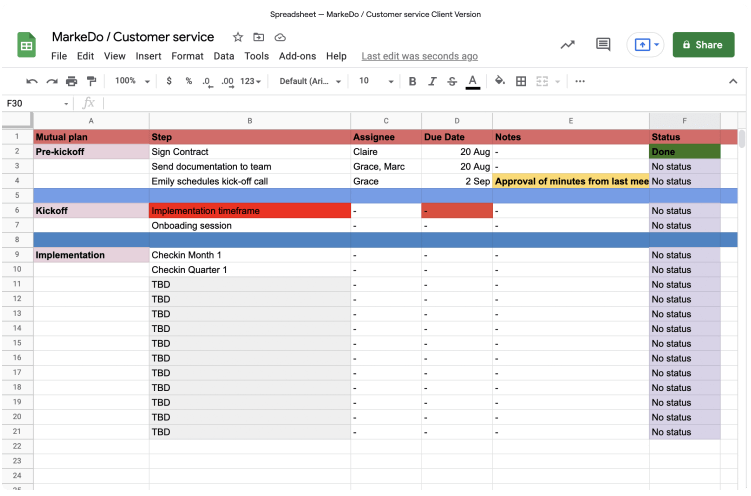 Spreadsheet — MarkeDo / Customer service Client Version
MarkeDo / Customer service
File Edit View Insert Format Data Tools Add-ons Help Last edit was seconds ago
Share
100% $ % .0 .00 123 Default (Ari... 10 B I S A ...
F30 fx
A B C D E F
1 Mutual plan Step Assignee Due Date Notes Status
2 Pre-kickoff Sign Contract Claire 20 Aug - Done
3 Send documentation to team Grace, Marc 20 Aug - No status
4 Emily schedules kick-off call Grace 2 Sep Approval of minutes from last mee No status
5
6 Kickoff Implementation timeframe - - - No status
7 Onboading session - - - No status
8
9 Implementation Checkin Month 1 - - - No status
10 Checkin Quarter 1 - - - No status
11 TBD - - - No status
12 TBD - - - No status
13 TBD - - - No status
14 TBD - - - No status
15 TBD - - - No status
16 TBD - - - No status
17 TBD - - - No status
18 TBD - - - No status
19 TBD - - - No status
20 TBD - - - No status
21 TBD - - - No status
22
23
24
25